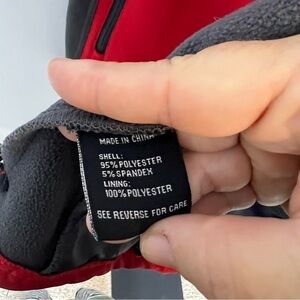 MADE IN CHINA
SHELL:
95% POLYESTER
5% SPANDEX
LINING:
100% POLYESTER
SEE REVERSE FOR CARE